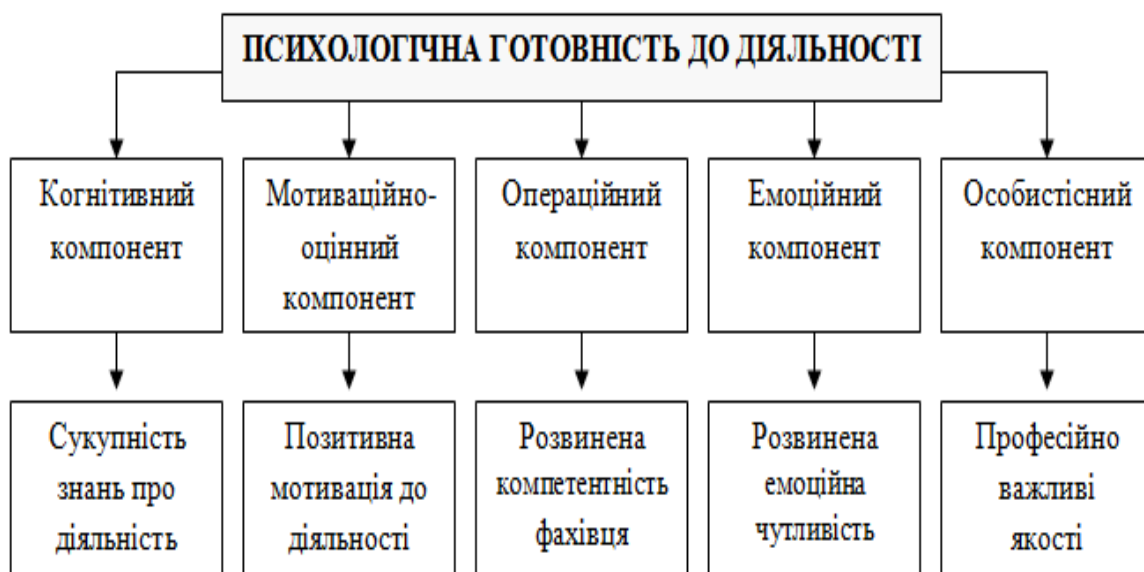 ПСИХОЛОГІЧНА ГОТОВНІСТЬ ДО ДІЯЛЬНОСТІ
Когнітивний
компонент
Мотиваційно-
оцінний
компонент
Операційний
компонент
Емоційний
компонент
Особистісний
компонент
Сукупність
знань про
діяльність
Позитивна
мотивація до
діяльності
Розвинена
компетентність
фахівця
Розвинена
емоційна
чутливість
Професійно
важливі
якості